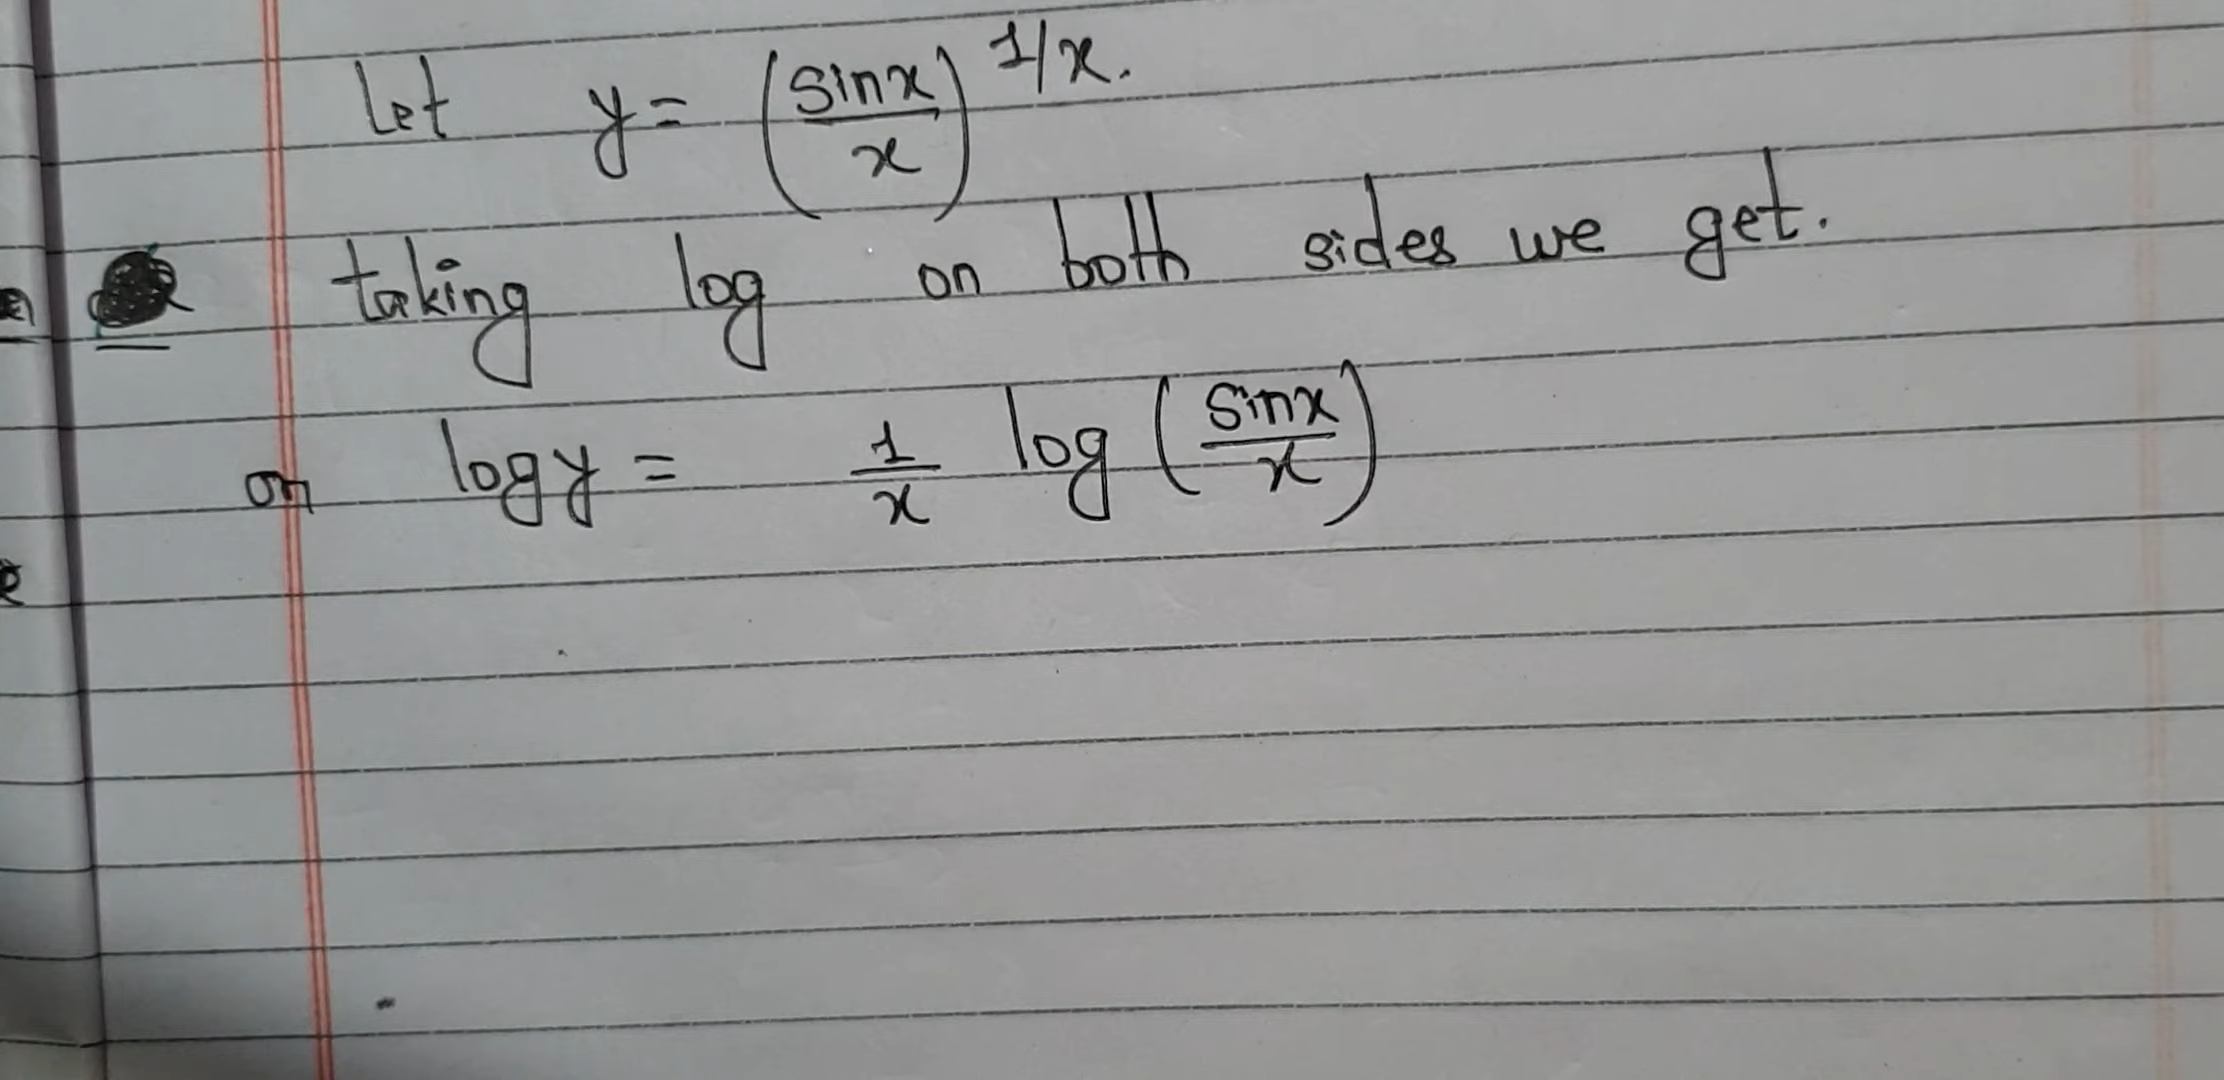 Let y = (sinx/x)^1/x.
taking log on both sides we get.
or log y = 1/x log (sinx/x)